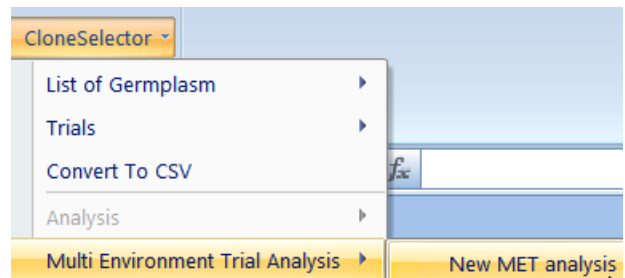 CloneSelector
List of Germplasm
Trials
Convert To CSV
fx
Analysis
Multi Environment Trial Analysis
New MET analysis